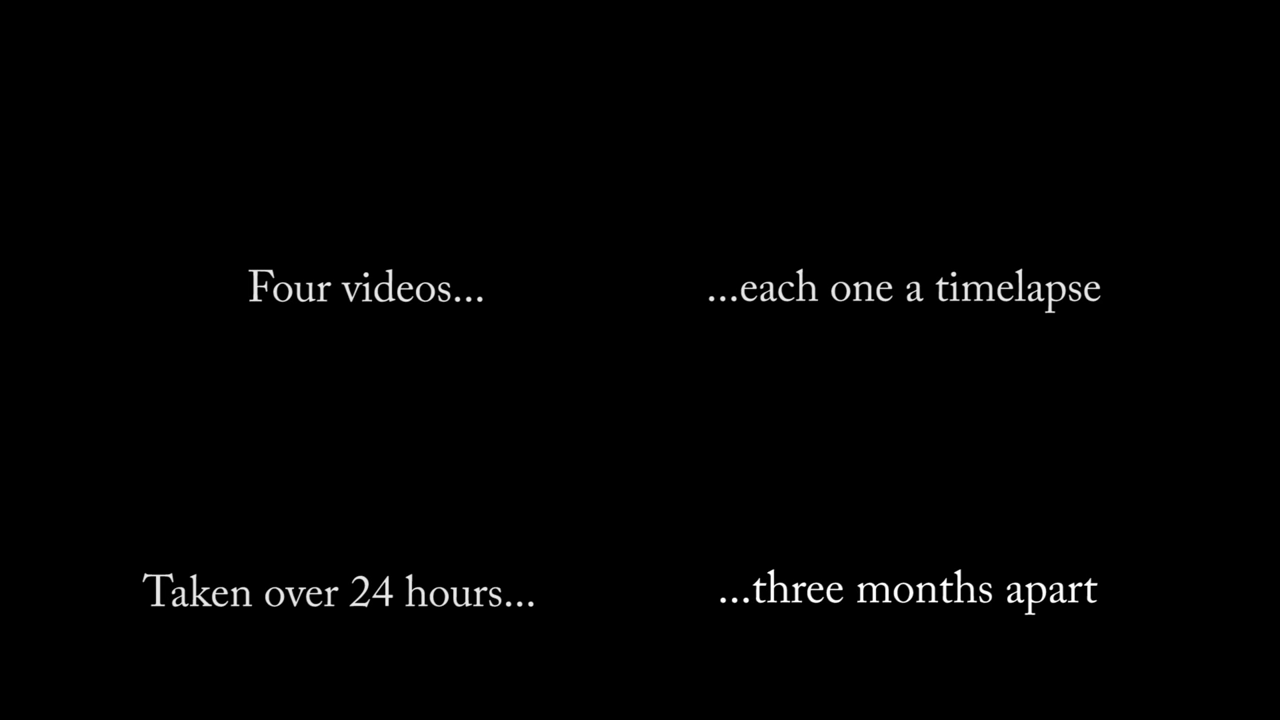 Four videos...
...each one a timelapse
Taken over 24 hours...
...three months apart